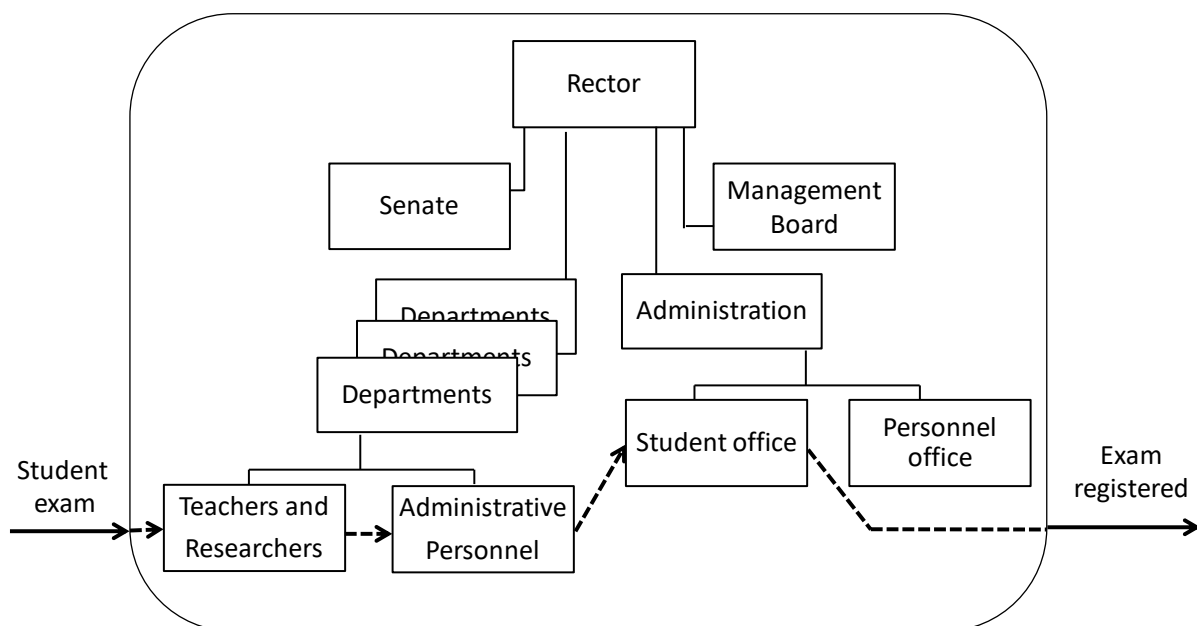 Rector
Senate
Management
Board
Departments
Departments
Departments
Administration
Student office
Personnel
office
Student
exam
Teachers and
Researchers
Administrative
Personnel
Exam
registered